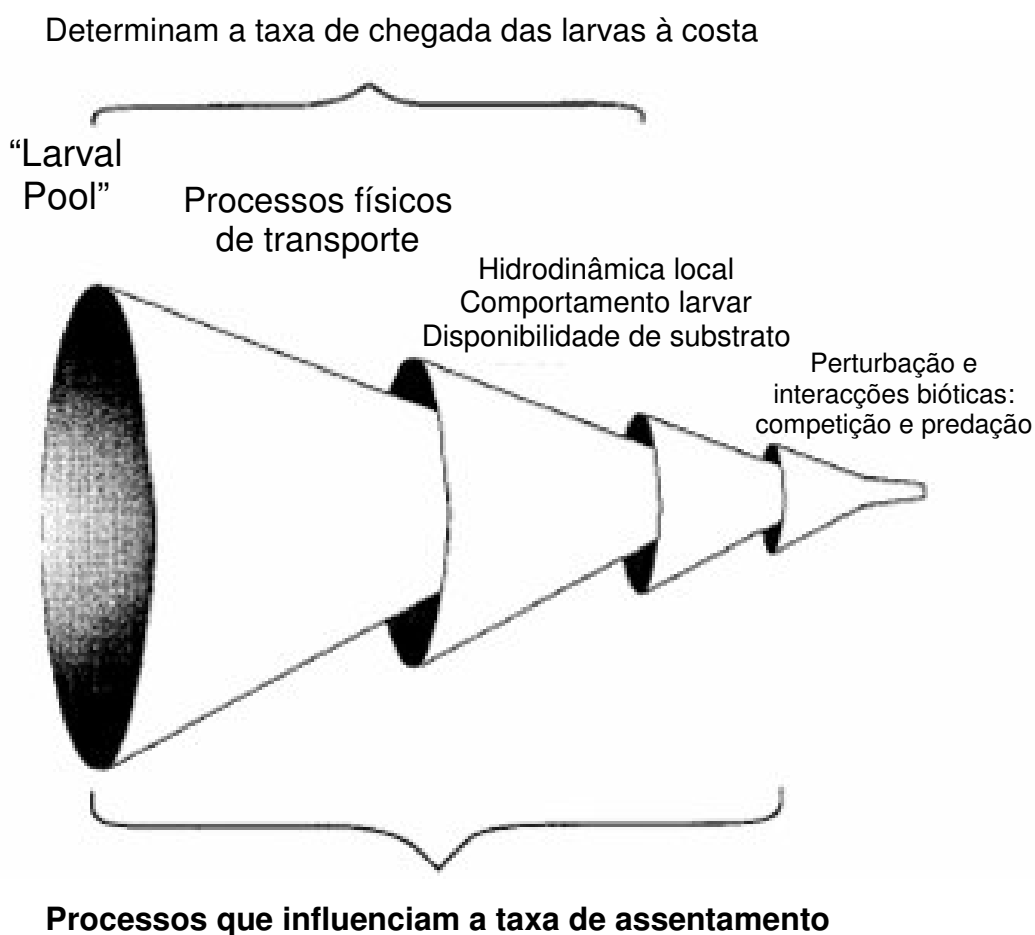 Determinam a taxa de chegada das larvas à costa
“Larval
Pool”
Processos físicos
de transporte
Hidrodinâmica local
Comportamento larvar
Disponibilidade de substrato
Perturbação e
interacções bióticas:
competição e predação
Processos que influenciam a taxa de assentamento